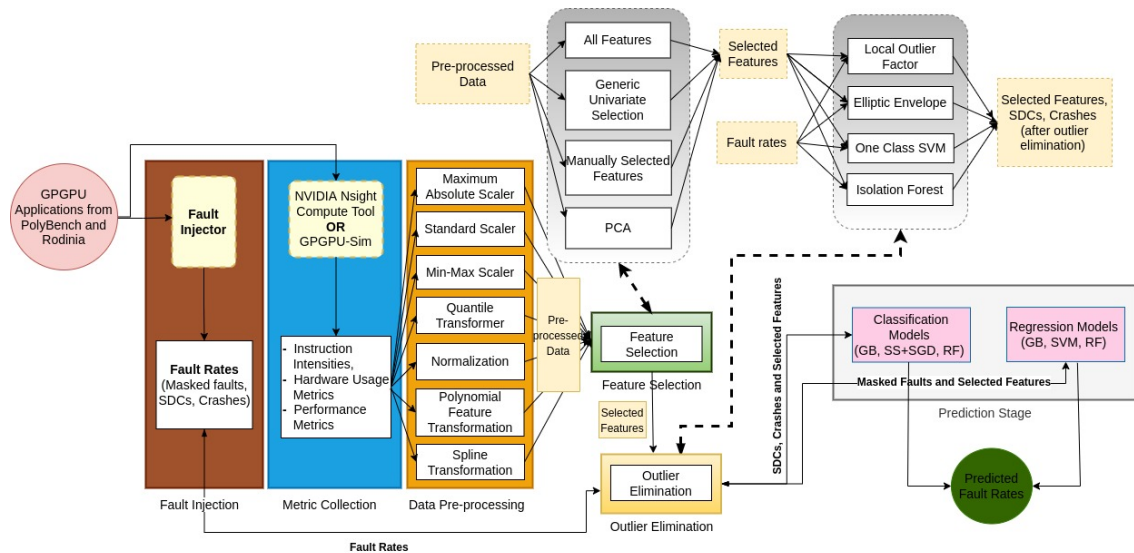 GPGPU
Applications from
PolyBench and
Rodinia
Fault
Injector
Fault Rates
(Masked faults,
SDCs, Crashes)
Fault Injection
NVIDIA Nsight
Compute Tool
OR
GPGPU-Sim
- Instruction
Intensities,
- Hardware Usage
Metrics
- Performance
Metrics
Metric Collection
Maximum
Absolute Scaler
Standard Scaler
Min-Max Scaler
Quantile
Transformer
Normalization
Polynomial
Feature
Transformation
Spline
Transformation
Data Pre-processing
Pre-
processed
Data
Pre-processed
Data
All Features
Generic
Univariate
Selection
Manually Selected
Features
PCA
Feature
Selection
Feature Selection
Selected
Features
Selected
Features
Fault rates
Local Outlier
Factor
Elliptic Envelope
One Class SVM
Isolation Forest
Selected Features,
SDCs, Crashes
(after outlier
elimination)
Outlier
Elimination
Outlier Elimination
Fault Rates
SDCs, Crashes and Selected Features
Masked Faults and Selected Features
Classification
Models
(GB, SS+SGD, RF)
Regression Models
(GB, SVM, RF)
Prediction Stage
Predicted
Fault Rates